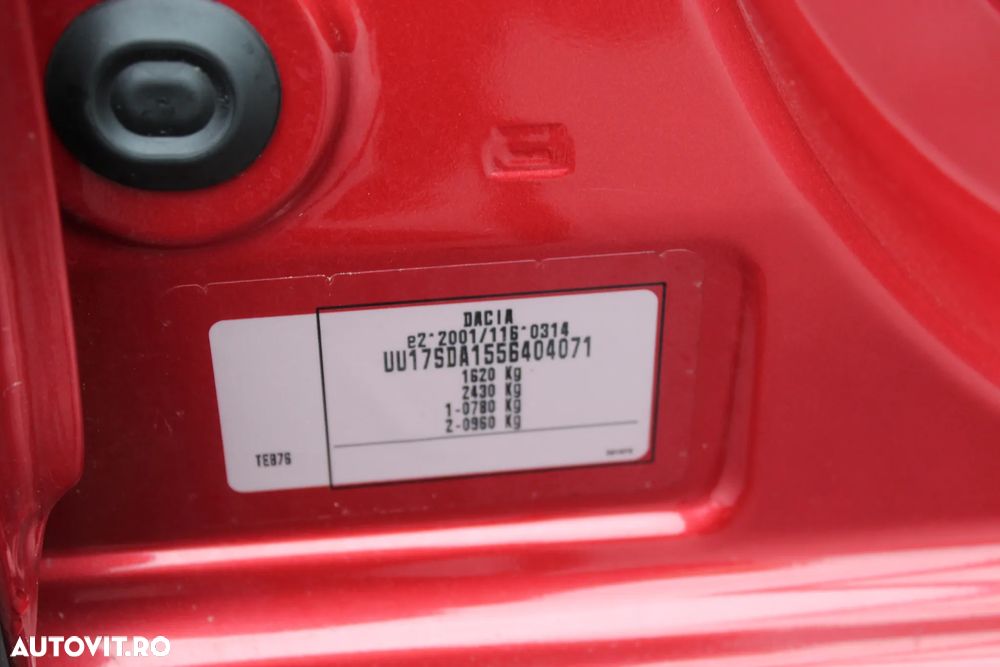 DACIA
e2*2001/116*0314
UU17SDA1556404071
1620 Kg
2430 Kg
1-0780 Kg
2-0960 Kg
TEB76
AUTOVIT.RO